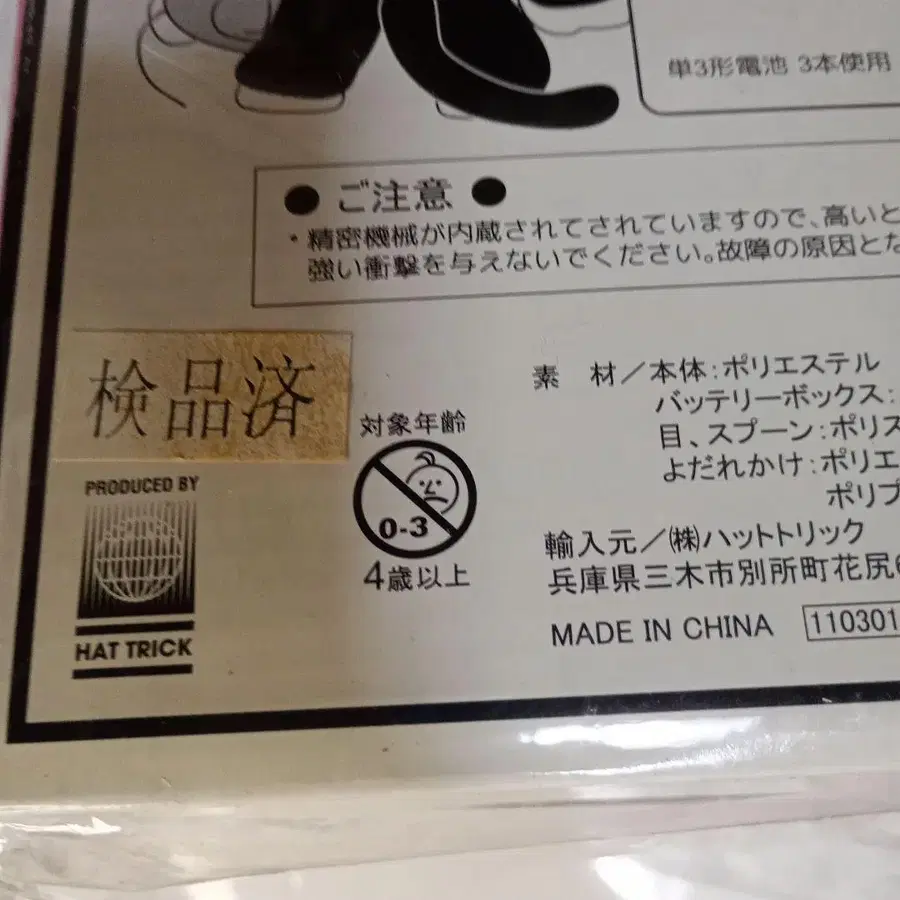 単3形電池 3本使用
● ご注意 ●
・精密機械が内蔵されてされていますので、高いと
強い衝撃を与えないでください。故障の原因とな
検品済
対象年齢
0-3
4歳以上
PRODUCED BY
HAT TRICK
素 材/本体:ポリエステル
バッテリーボックス:
目、スプーン:ポリス
よだれかけ:ポリエ
ポリプ
輸入元/㈱ハットトリック
兵庫県三木市別所町花尻6
MADE IN CHINA
110301